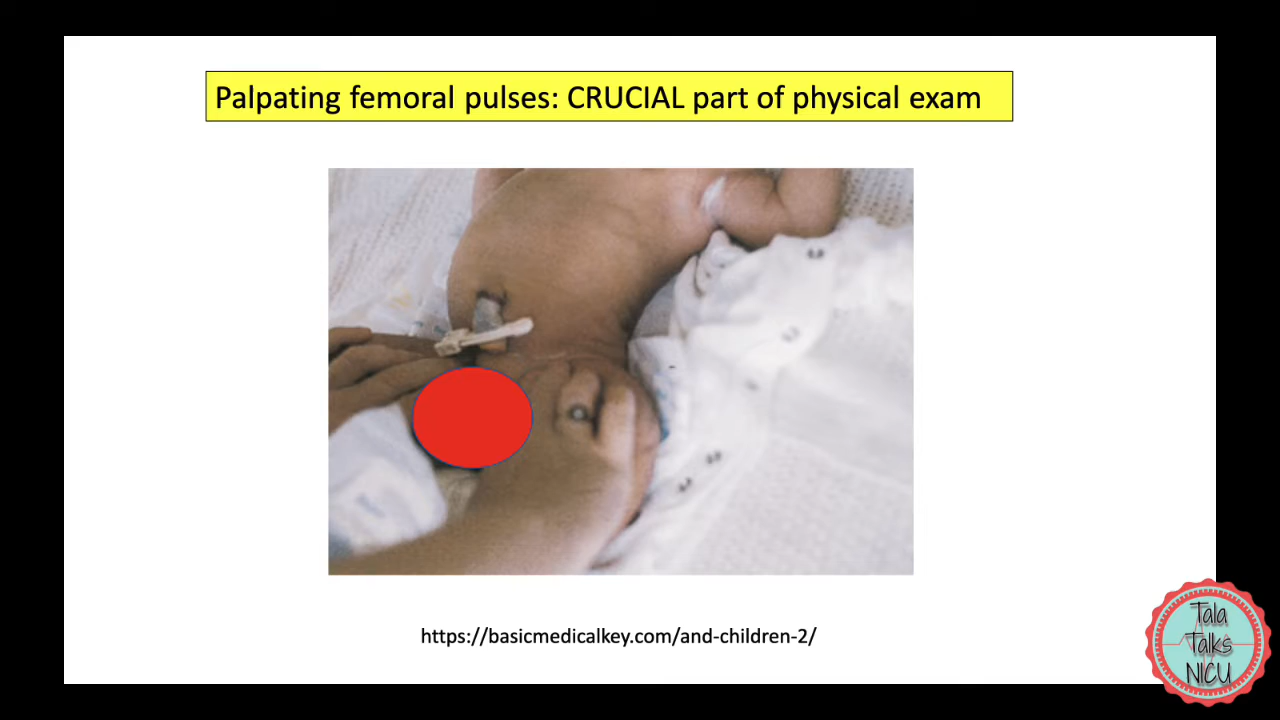 Palpating femoral pulses: CRUCIAL part of physical exam
https://basicmedicalkey.com/and-children-2/
Tala
Talks
NICU